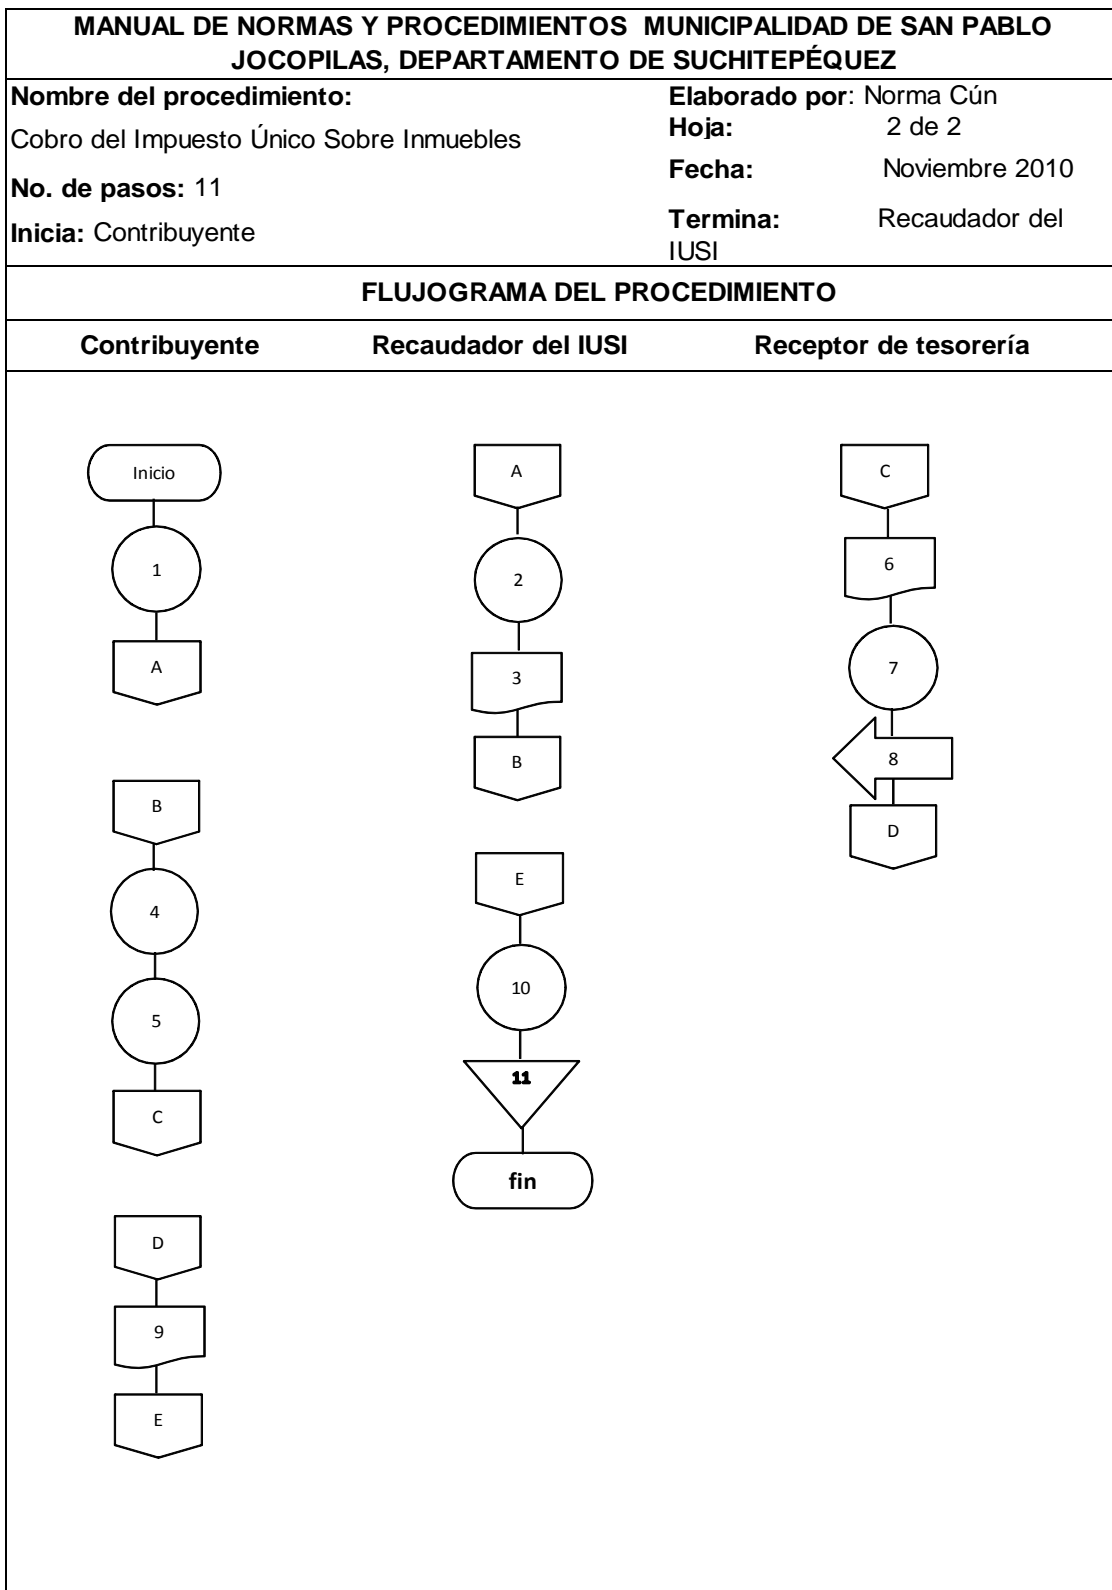 MANUAL DE NORMAS Y PROCEDIMIENTOS MUNICIPALIDAD DE SAN PABLO
JOCOPILAS, DEPARTAMENTO DE SUCHITEPÉQUEZ
Nombre del procedimiento:
Cobro del Impuesto Único Sobre Inmuebles
No. de pasos: 11
Inicia: Contribuyente
Elaborado por: Norma Cún
Hoja: 2 de 2
Fecha: Noviembre 2010
Termina: Recaudador del
IUSI
FLUJOGRAMA DEL PROCEDIMIENTO
Contribuyente
Recaudador del IUSI
Receptor de tesorería
Inicio
1
A
B
4
5
C
D
9
E
A
2
3
B
E
10
11
fin
C
6
7
8
D